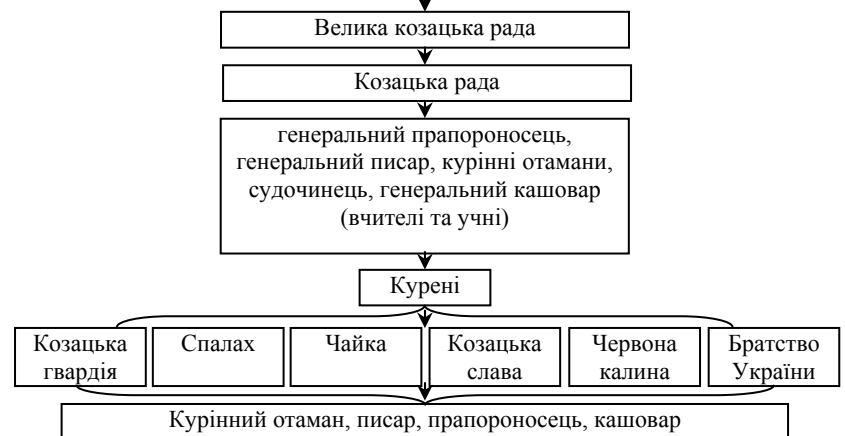 Велика козацька рада
Козацька рада
генеральний прапороносець,
генеральний писар, курінні отамани,
судочинець, генеральний кашовар
(вчителі та учні)
Курені
Козацька
гвардія
Спалах
Чайка
Козацька
слава
Червона
калина
Братство
України
Курінний отаман, писар, прапороносець, кашовар